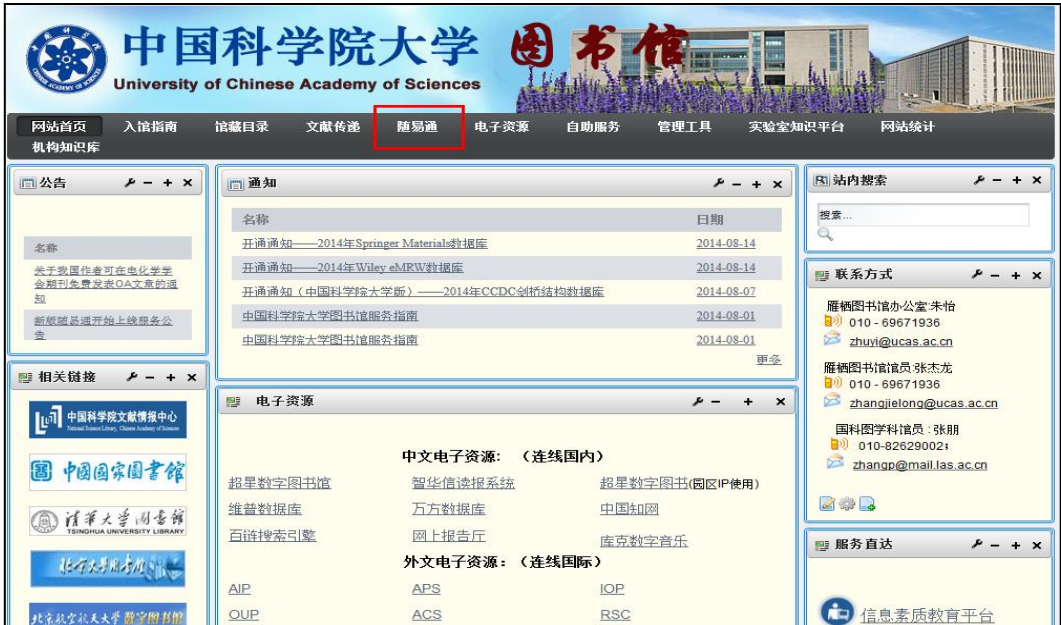 中国科学院大学 图书馆
University of Chinese Academy of Sciences
网站首页 入馆指南 馆藏目录 文献传递 随易通 电子资源 自助服务 管理工具 实验室知识平台 网站统计
机构知识库
公告
名称
关于我国作者可在电化学学
会期刊免费发表OA文章的通
知
新版随易通开始上线服务公
告
相关链接
中国科学院文献情报中心
National Science Library, Chinese Academy of Sciences
中國国家图书馆
清华大学图书馆
TSINGHUA UNIVERSITY LIBRARY
北京大学图书馆
北京航空航天大学 数字图书馆
通知
名称 日期
开通通知——2014年Springer Materials数据库 2014-08-14
开通通知——2014年Wiley eMRW数据库 2014-08-14
开通通知（中国科学院大学版）——2014年CCDC剑桥结构数据库 2014-08-07
中国科学院大学图书馆服务指南 2014-08-01
中国科学院大学图书馆服务指南 2014-08-01
更多
电子资源
中文电子资源: （连线国内）
超星数字图书馆 智华信读报系统 超星数字图书(园区IP使用)
维普数据库 万方数据库 中国知网
百链搜索引擎 网上报告厅 库克数字音乐
外文电子资源: （连线国际）
AIP APS IOP
OUP ACS RSC
站内搜索
搜索...
联系方式
雁栖图书馆办公室:朱怡
010 - 69671936
zhuyi@ucas.ac.cn
雁栖图书馆馆员:张杰龙
010 - 69671936
zhangjielong@ucas.ac.cn
国科图学科馆员：张朋
010-82629002;
zhangp@mail.las.ac.cn
服务直达
信息素质教育平台